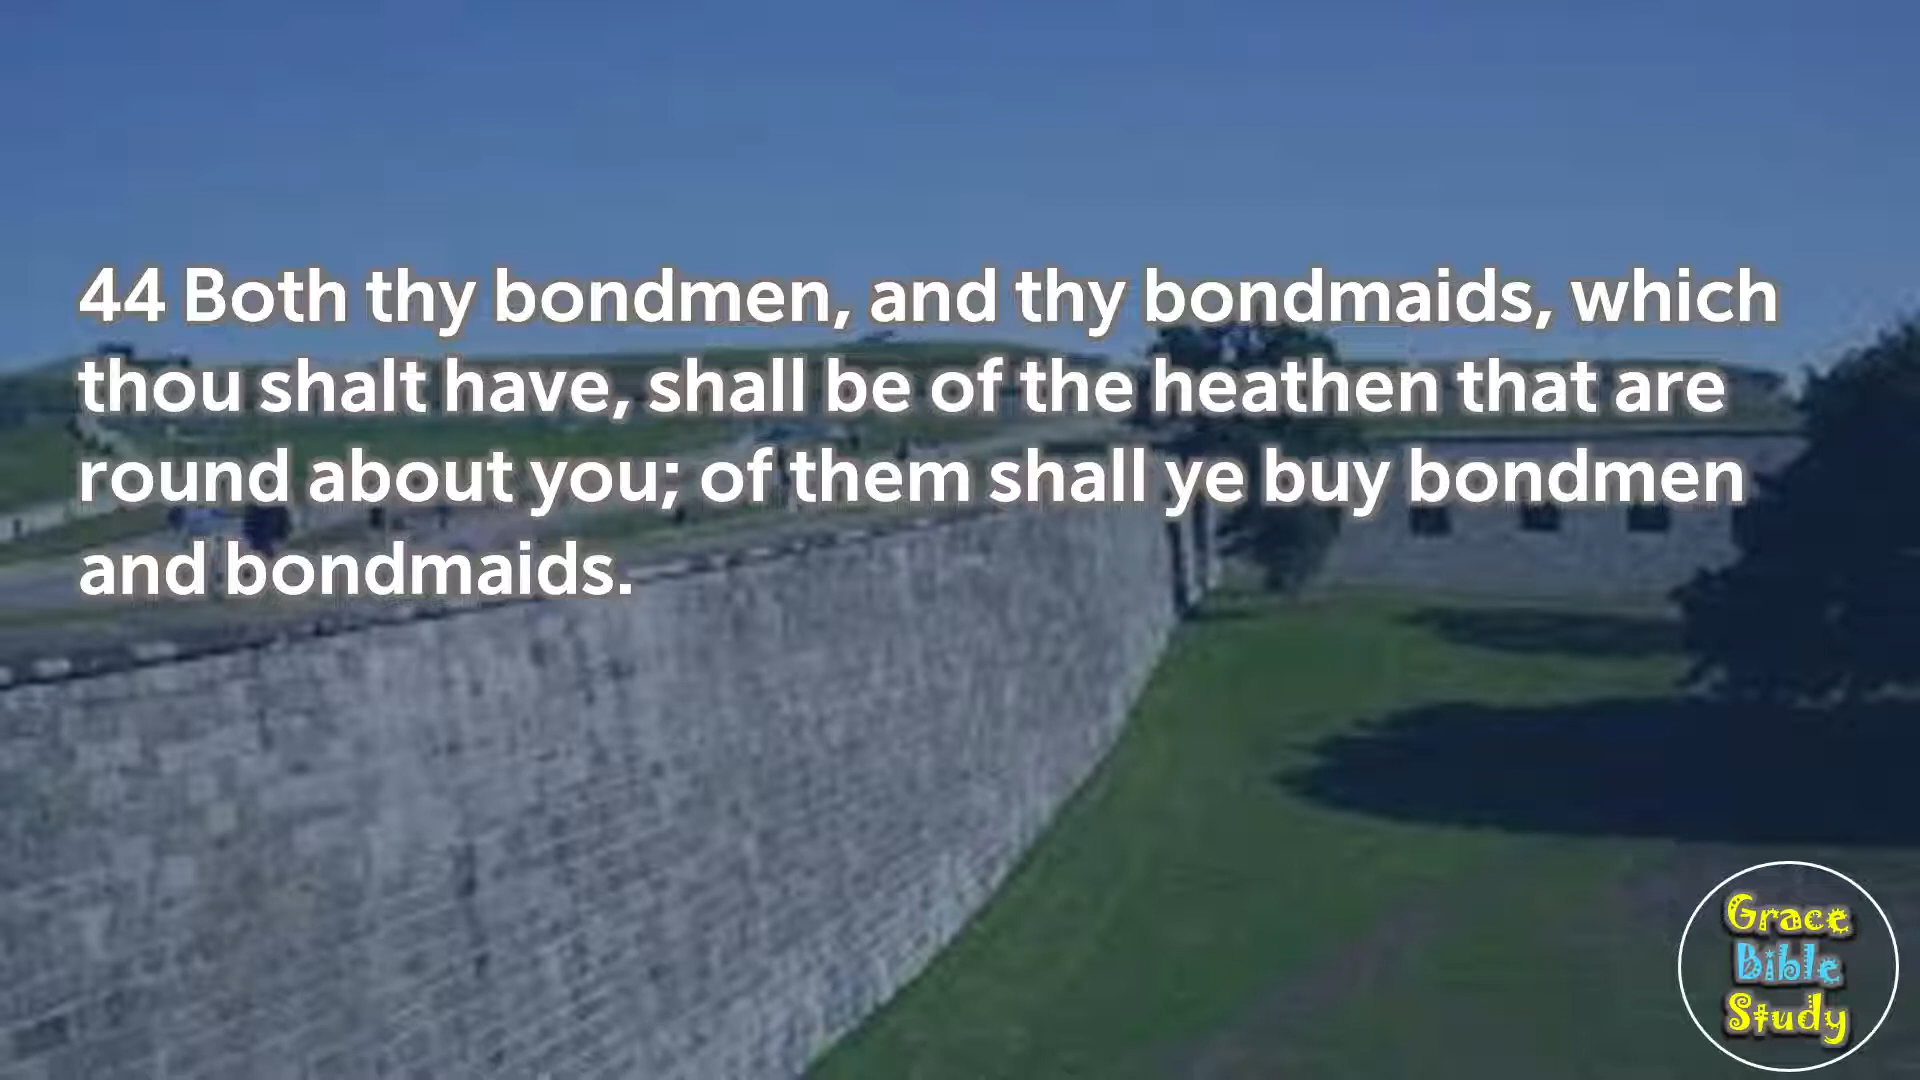 44 Both thy bondmen, and thy bondmaids, which
thou shalt have, shall be of the heathen that are
round about you; of them shall ye buy bondmen
and bondmaids.
Grace
Bible
Study